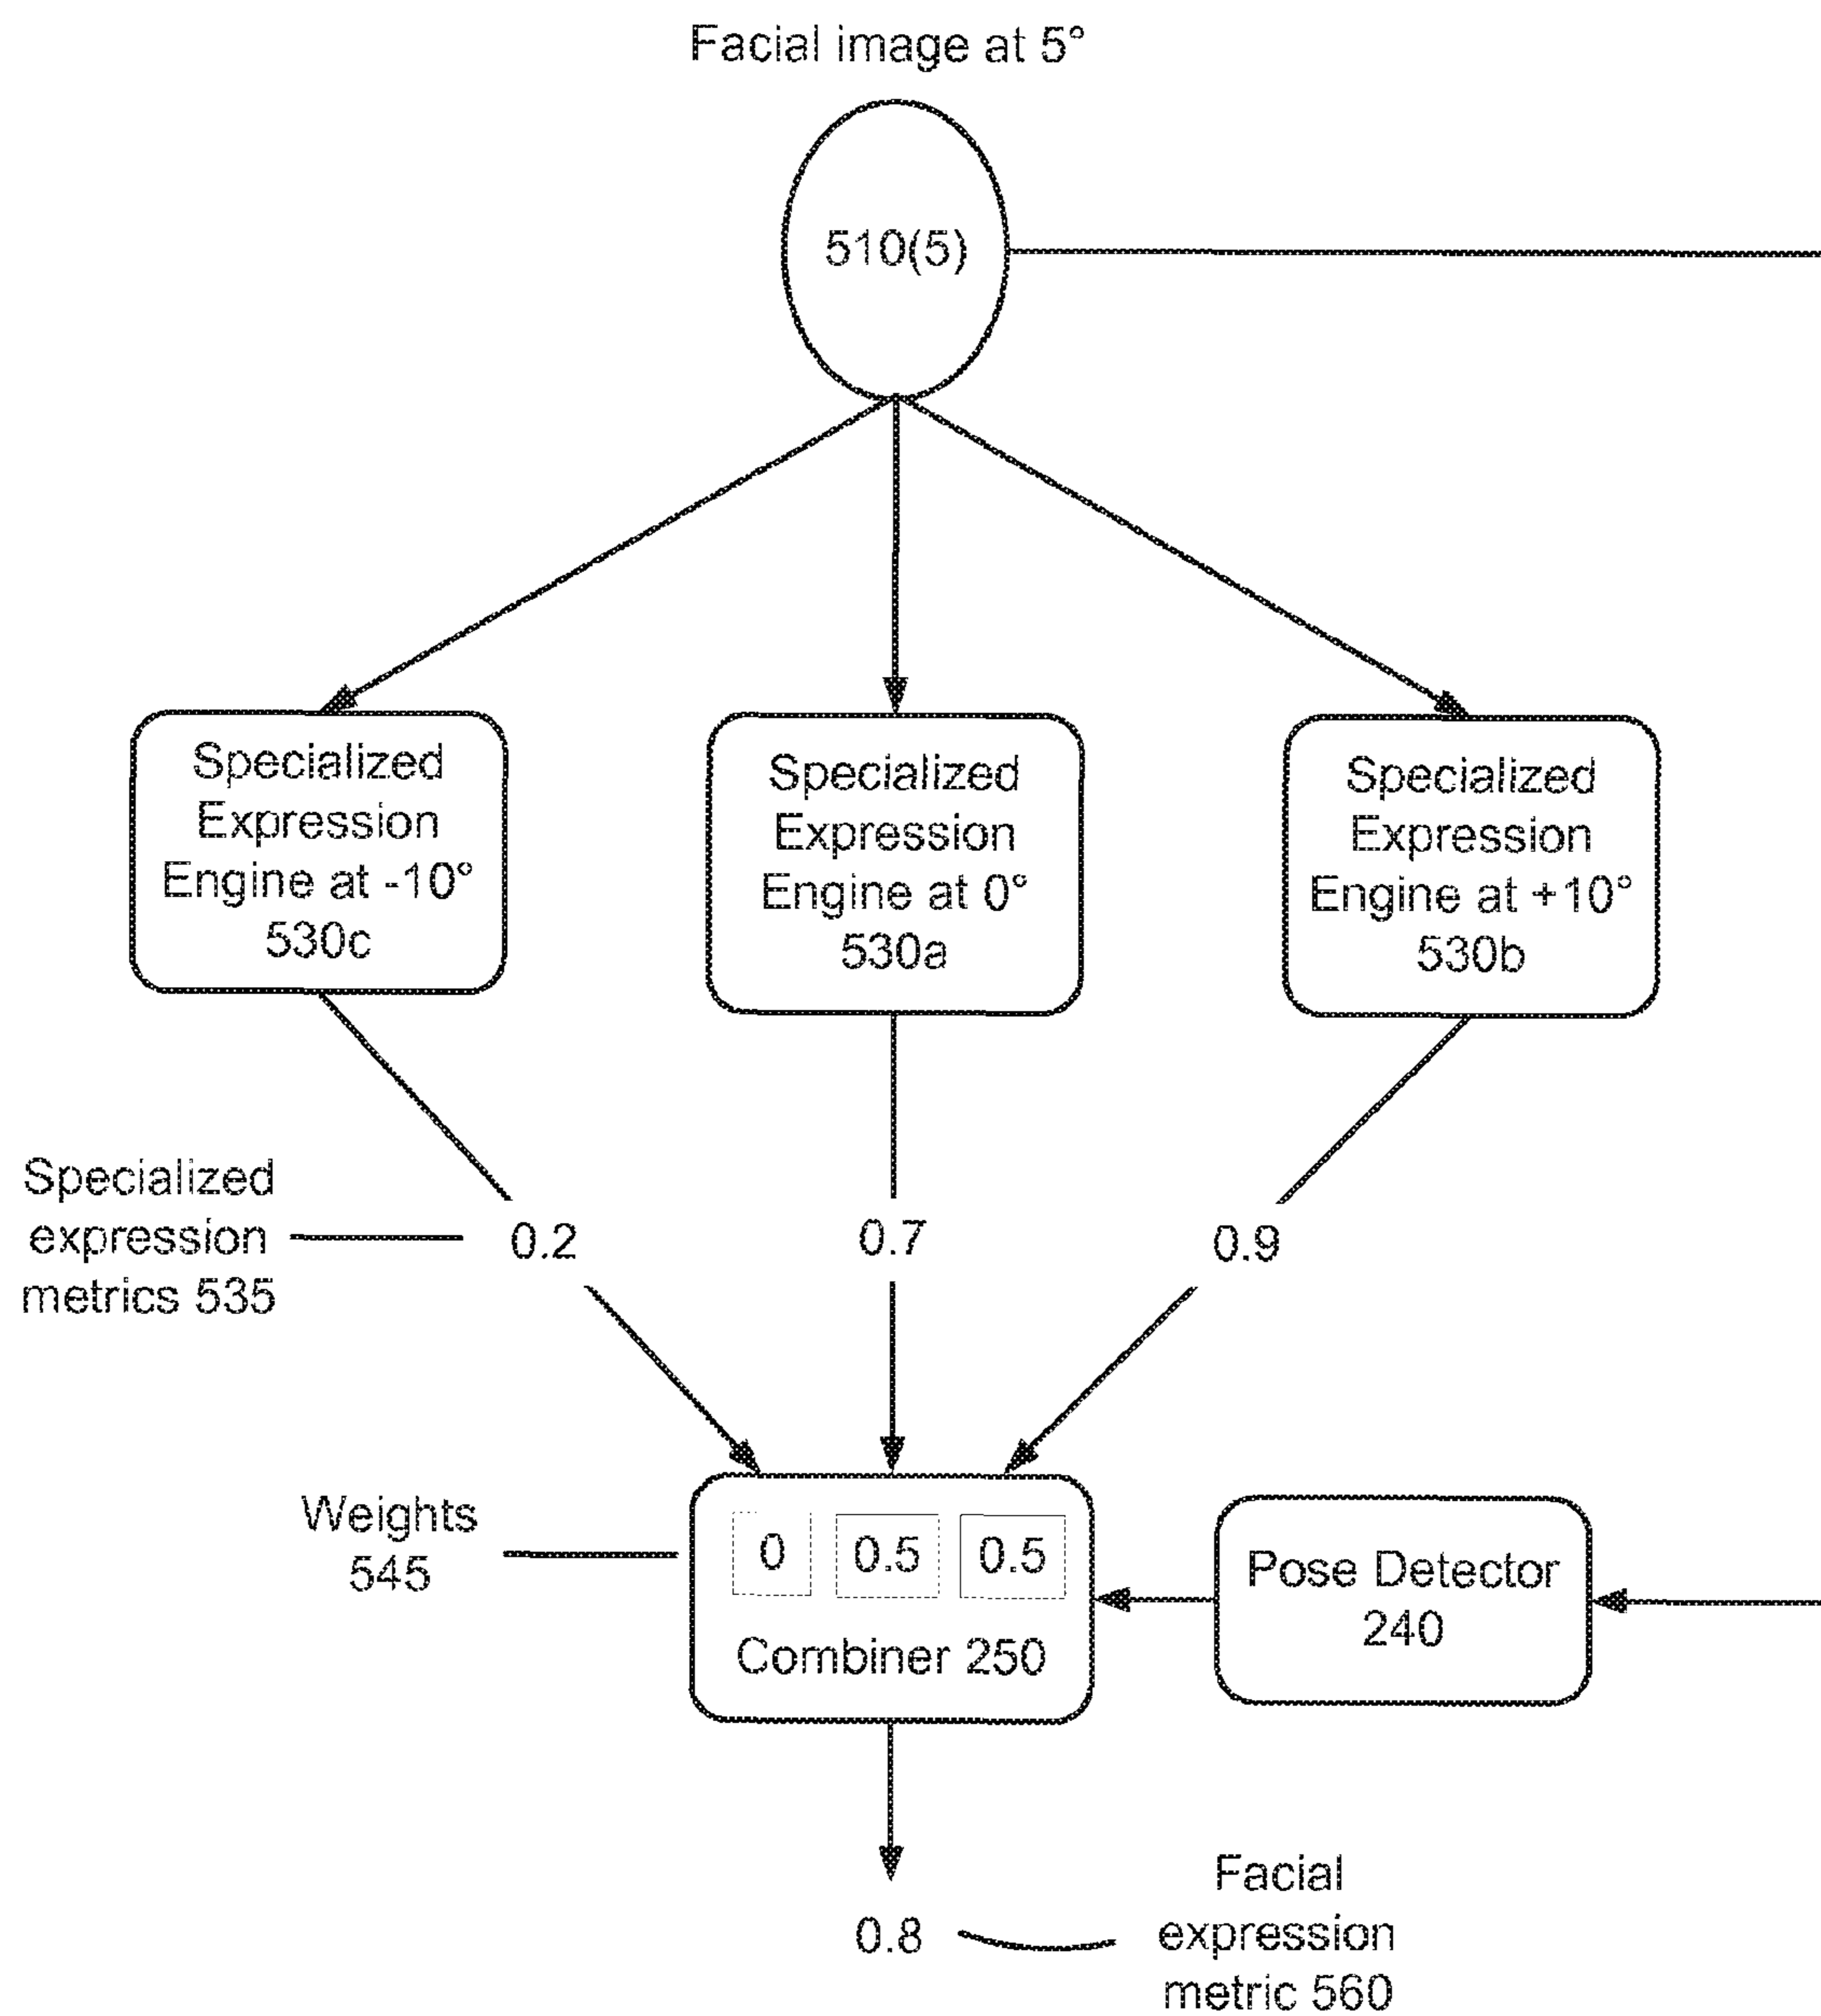 Facial image at 5°
510(5)
Specialized
Expression
Engine at -10°
530c
Specialized
Expression
Engine at 0°
530a
Specialized
Expression
Engine at +10°
530b
Specialized
expression
metrics 535
0.2
0.7
0.9
Weights
545
0
0.5
0.5
Combiner 250
Pose Detector
240
0.8
Facial
expression
metric 560